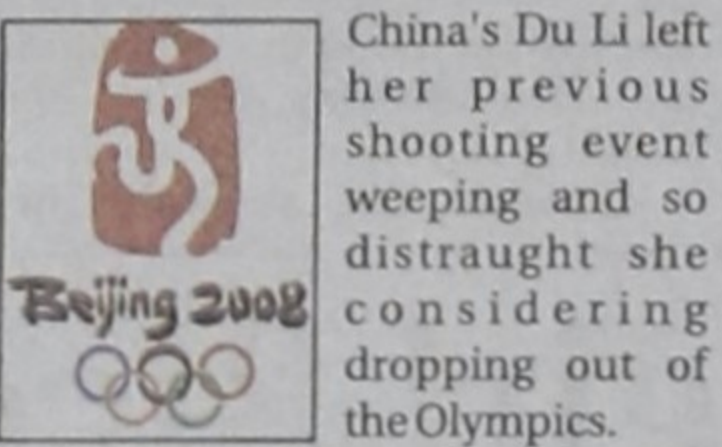 Beijing 2008
China's Du Li left
her previous
shooting event
weeping and so
distraught she
considering
dropping out of
the Olympics.